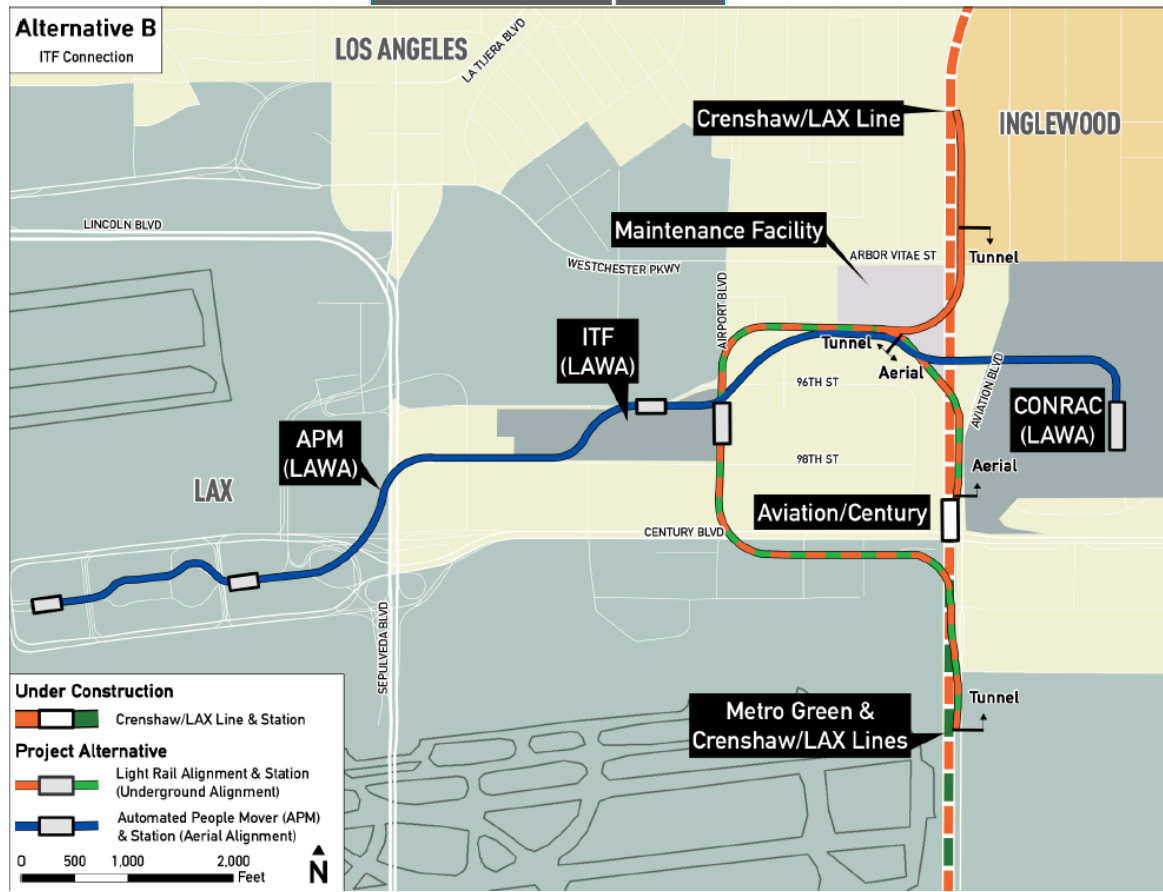 Alternative B
ITF Connection
LOS ANGELES
LA TIJERA BLVD
Crenshaw/LAX Line
INGLEWOOD
LINCOLN BLVD
Maintenance Facility
ARBOR VITAE ST
WESTCHESTER PKWY
Tunnel
AIRPORT BLVD
ITF
(LAWA)
Tunnel
Aerial
96TH ST
AVIATION BLVD
CONRAC
(LAWA)
APM
(LAWA)
98TH ST
Aerial
LAX
Aviation/Century
CENTURY BLVD
SEPULVEDA BLVD
Metro Green &
Crenshaw/LAX Lines
Tunnel
Under Construction
Crenshaw/LAX Line & Station
Project Alternative
Light Rail Alignment & Station
(Underground Alignment)
Automated People Mover (APM)
& Station (Aerial Alignment)
0 500 1,000 2,000
Feet
N